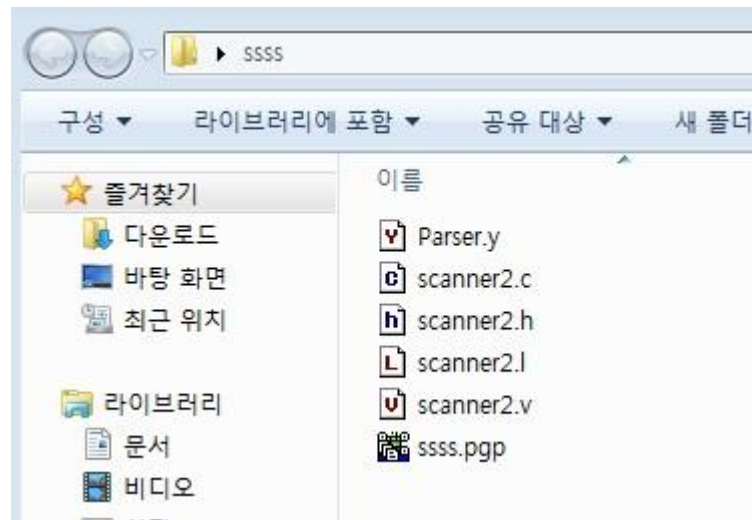 ssss
구성 라이브러리에 포함 공유 대상 새 폴더
즐겨찾기
다운로드
바탕 화면
최근 위치
라이브러리
문서
비디오
이름
Parser.y
scanner2.c
scanner2.h
scanner2.l
scanner2.v
ssss.pgp